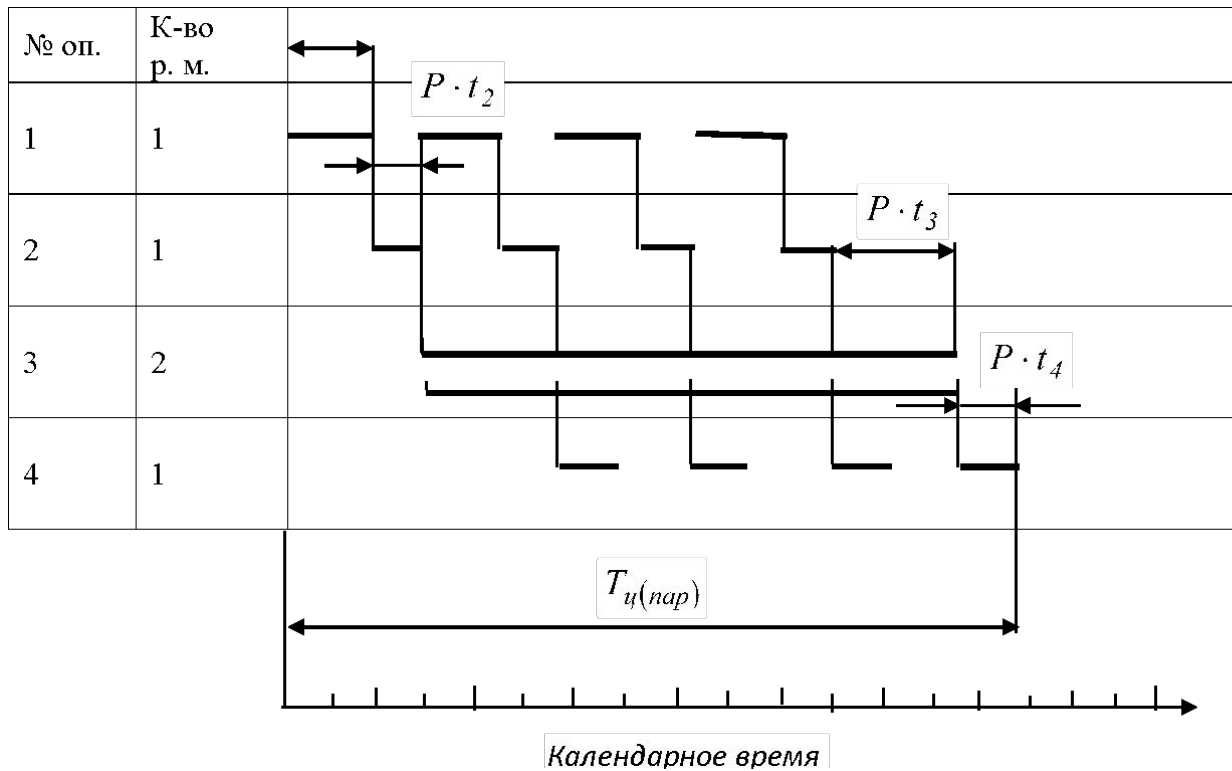 № оп.
К-во
р. м.
P · t₂
1
1
P · t₃
2
1
P · t₄
3
2
4
1
Tц(пар)
Календарное время